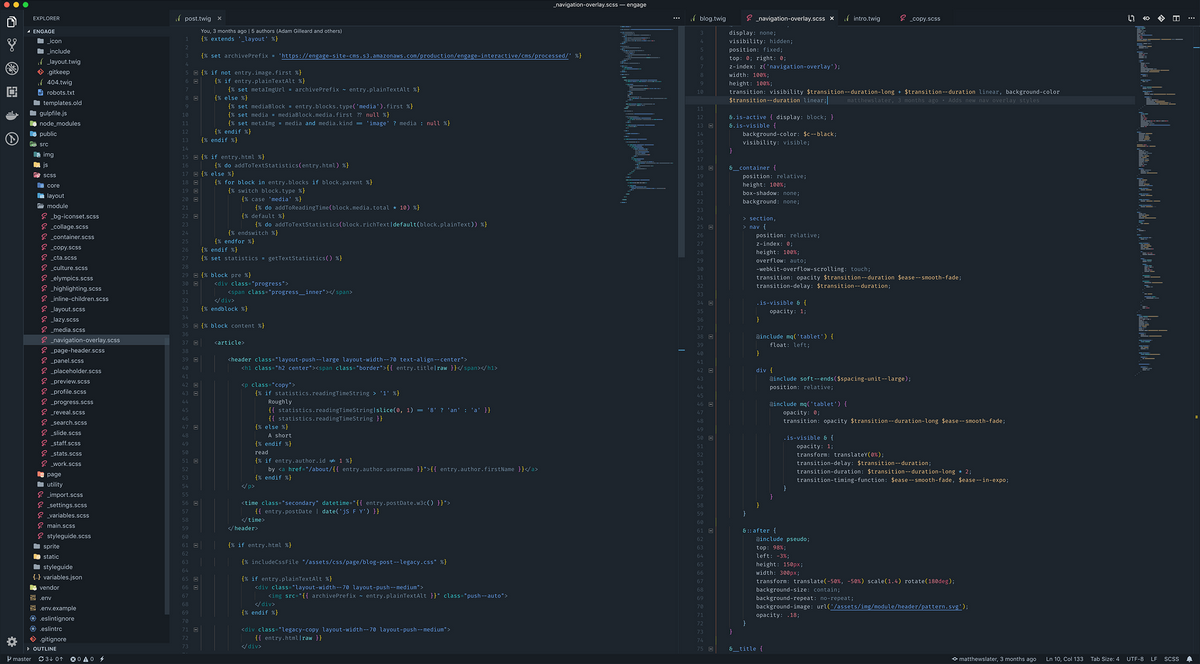 _navigation-overlay.scss — engage
EXPLORER
ENGAGE
_icon
_include
_layout.twig
.gitkeep
404.twig
robots.txt
templates.old
gulpfile.js
node_modules
public
src
img
js
scss
core
layout
module
_bg-iconset.scss
_collage.scss
_container.scss
_copy.scss
_cta.scss
_culture.scss
_elympics.scss
_highlighting.scss
_inline-children.scss
_layout.scss
_lazy.scss
_media.scss
_navigation-overlay.scss
_page-header.scss
_panel.scss
_placeholder.scss
_preview.scss
_profile.scss
_progress.scss
_reveal.scss
_search.scss
_slide.scss
_staff.scss
_stats.scss
_work.scss
page
utility
_import.scss
_settings.scss
_variables.scss
main.scss
styleguide.scss
sprite
static
styleguide
variables.json
vendor
.env
.env.example
.eslintignore
.eslintrc
.gitignore
OUTLINE
post.twig
You, 3 months ago | 5 authors (Adam Gilleard and others)
{% extends '_layout' %}
{% set archivePrefix = 'https://engage-site-cms.s3.amazonaws.com/production/engage-interactive/cms/processed/' %}
{% if not entry.image.first %}
{% if entry.plainTextAlt %}
{% set metaImgUrl = archivePrefix ~ entry.plainTextAlt %}
{% else %}
{% set mediaBlock = entry.blocks.type('media').first %}
{% set media = mediaBlock.media.first ?? null %}
{% set metaImg = media and media.kind == 'image' ? media : null %}
{% endif %}
{% endif %}
{% if entry.html %}
{% do addToTextStatistics(entry.html) %}
{% else %}
{% for block in entry.blocks if block.parent %}
{% switch block.type %}
{% case 'media' %}
{% do addToReadingTime(block.media.total * 10) %}
{% default %}
{% do addToTextStatistics(block.richText|default(block.plainText)) %}
{% endswitch %}
{% endfor %}
{% endif %}
{% set statistics = getTextStatistics() %}
{% block pre %}
<div class="progress">
<span class="progress__inner"></span>
</div>
{% endblock %}
{% block content %}
<article>
<header class="layout-push--large layout-width--70 text-align--center">
<h1 class="h2 center"><span class="border">{{ entry.title|raw }}</span></h1>
<p class="copy">
{% if statistics.readingTimeString > '1' %}
Roughly
{{ statistics.readingTimeString|slice(0, 1) == '8' ? 'an' : 'a' }}
{{ statistics.readingTimeString }}
{% else %}
A short
{% endif %}
read
{% if entry.author.id != 1 %}
by <a href="/about/{{ entry.author.username }}">{{ entry.author.firstName }}</a>
{% endif %}
</p>
<time class="secondary" datetime="{{ entry.postDate.w3c() }}">
{{ entry.postDate | date('jS F Y') }}
</time>
</header>
{% if entry.html %}
{% includeCssFile "/assets/css/page/blog-post--legacy.css" %}
{% if entry.plainTextAlt %}
<div class="layout-width--70 layout-push--medium">
<img src="{{ archivePrefix ~ entry.plainTextAlt }}" class="push--auto">
</div>
{% endif %}
<div class="legacy-copy layout-width--70 layout-push--medium">
{{ entry.html|raw }}
</div>
blog.twig
_navigation-overlay.scss
intro.twig
_copy.scss
display: none;
visibility: hidden;
position: fixed;
top: 0; right: 0;
z-index: z('navigation-overlay');
width: 100%;
height: 100%;
transition: visibility $transition--duration-long + $transition--duration linear, background-color
$transition--duration linear;
matthewslater, 3 months ago • Adds new nav overlay styles
&.is-active { display: block; }
&.is-visible {
background-color: $c--black;
visibility: visible;
}
&__container {
position: relative;
height: 100%;
box-shadow: none;
background: none;
> section,
> nav {
position: relative;
z-index: 0;
height: 100%;
overflow: auto;
-webkit-overflow-scrolling: touch;
transition: opacity $transition--duration $ease--smooth-fade;
transition-delay: $transition--duration;
.is-visible & {
opacity: 1;
}
@include mq('tablet') {
float: left;
}
div {
@include soft--ends($spacing-unit--large);
position: relative;
@include mq('tablet') {
opacity: 0;
transition: opacity $transition--duration-long $ease--smooth-fade;
.is-visible & {
opacity: 1;
transform: translateY(0%);
transition-delay: $transition--duration;
transition-duration: $transition--duration-long * 2;
transition-timing-function: $ease--smooth-fade, $ease--in-expo;
}
}
}
}
&::after {
@include pseudo;
top: 98%;
left: -3%;
height: 150px;
width: 300px;
transform: translate(-50%, -50%) scale(1.4) rotate(180deg);
background-size: contain;
background-repeat: no-repeat;
background-image: url('/assets/img/module/header/pattern.svg');
opacity: .18;
}
}
&__title {
master
3↓ 0↑
0
0
matthewslater, 3 months ago
Ln 10, Col 133
Tab Size: 4
UTF-8
LF
SCSS